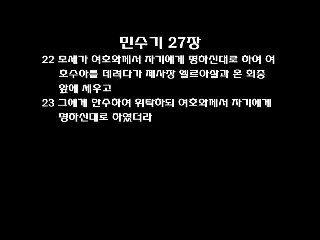 민수기 27장
22 모세가 여호와께서 자기에게 명하신대로 하여 여
호수아를 데려다가 제사장 엘르아살과 온 회중
앞에 세우고
23 그에게 안수하여 위탁하되 여호와께서 자기에게
명하신대로 하였더라